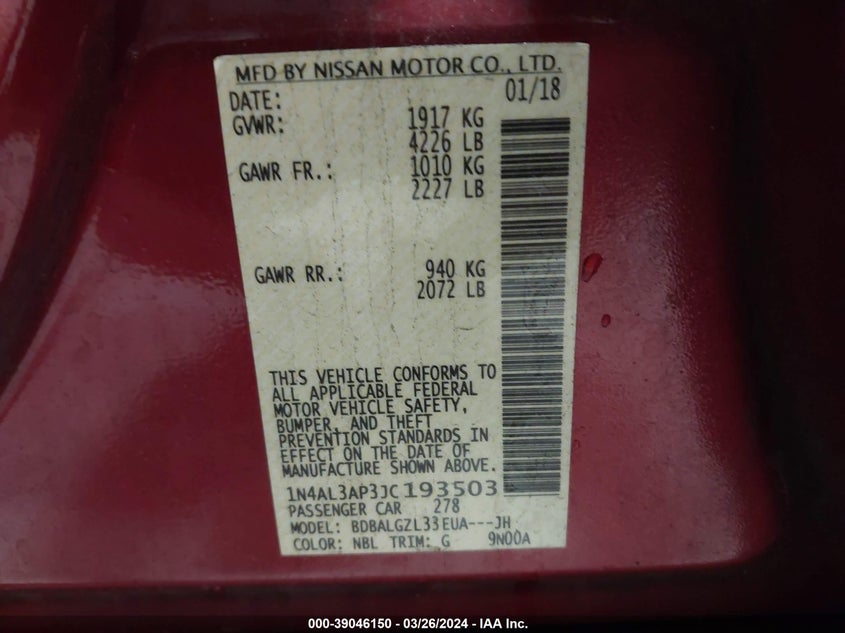 MFD BY NISSAN MOTOR CO., LTD.
DATE: 01/18
GVWR: 1917 KG
4226 LB
GAWR FR.: 1010 KG
2227 LB
GAWR RR.: 940 KG
2072 LB
THIS VEHICLE CONFORMS TO
ALL APPLICABLE FEDERAL
MOTOR VEHICLE SAFETY,
BUMPER, AND THEFT
PREVENTION STANDARDS IN
EFFECT ON THE DATE OF
MANUFACTURE SHOWN ABOVE.
1N4AL3AP3JC193503
PASSENGER CAR 278
MODEL: BDBALGZL33EUA---JH
COLOR: NBL TRIM: G 9N00A
000-39046150 - 03/26/2024 - IAA Inc.